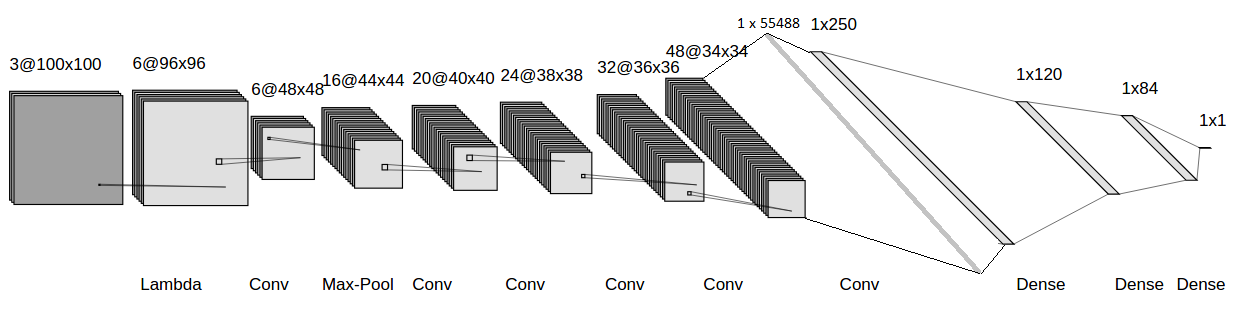 3@100x100
6@96x96
6@48x48
16@44x44
20@40x40
24@38x38
32@36x36
48@34x34
1 x 55488
1x250
1x120
1x84
1x1
Lambda
Conv
Max-Pool
Conv
Conv
Conv
Conv
Conv
Dense
Dense
Dense